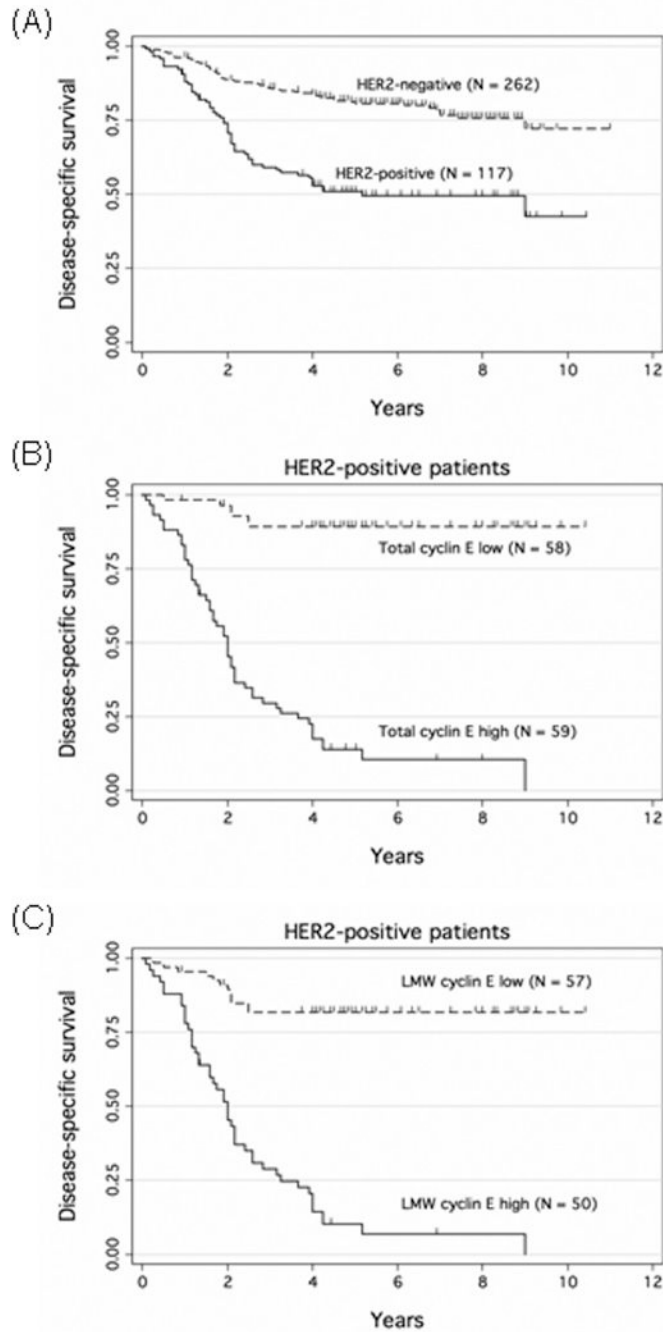 (A)
1.00
0.75
0.50
0.25
0.00
Disease-specific survival
HER2-negative (N = 262)
HER2-positive (N = 117)
0 2 4 6 8 10 12
Years
(B)
HER2-positive patients
1.00
0.75
0.50
0.25
0.00
Disease-specific survival
Total cyclin E low (N = 58)
Total cyclin E high (N = 59)
0 2 4 6 8 10 12
Years
(C)
HER2-positive patients
1.00
0.75
0.50
0.25
0.00
Disease-specific survival
LMW cyclin E low (N = 57)
LMW cyclin E high (N = 50)
0 2 4 6 8 10 12
Years